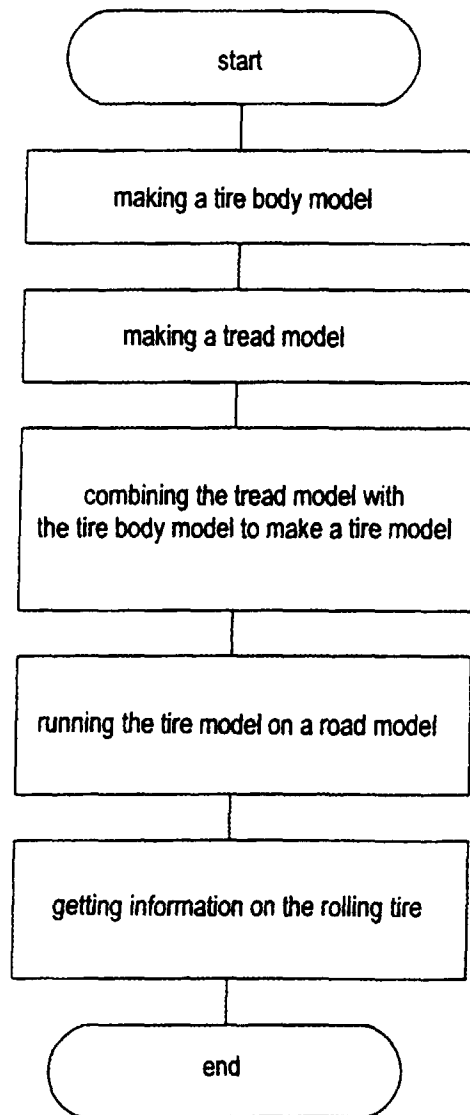 start
making a tire body model
making a tread model
combining the tread model with
the tire body model to make a tire model
running the tire model on a road model
getting information on the rolling tire
end